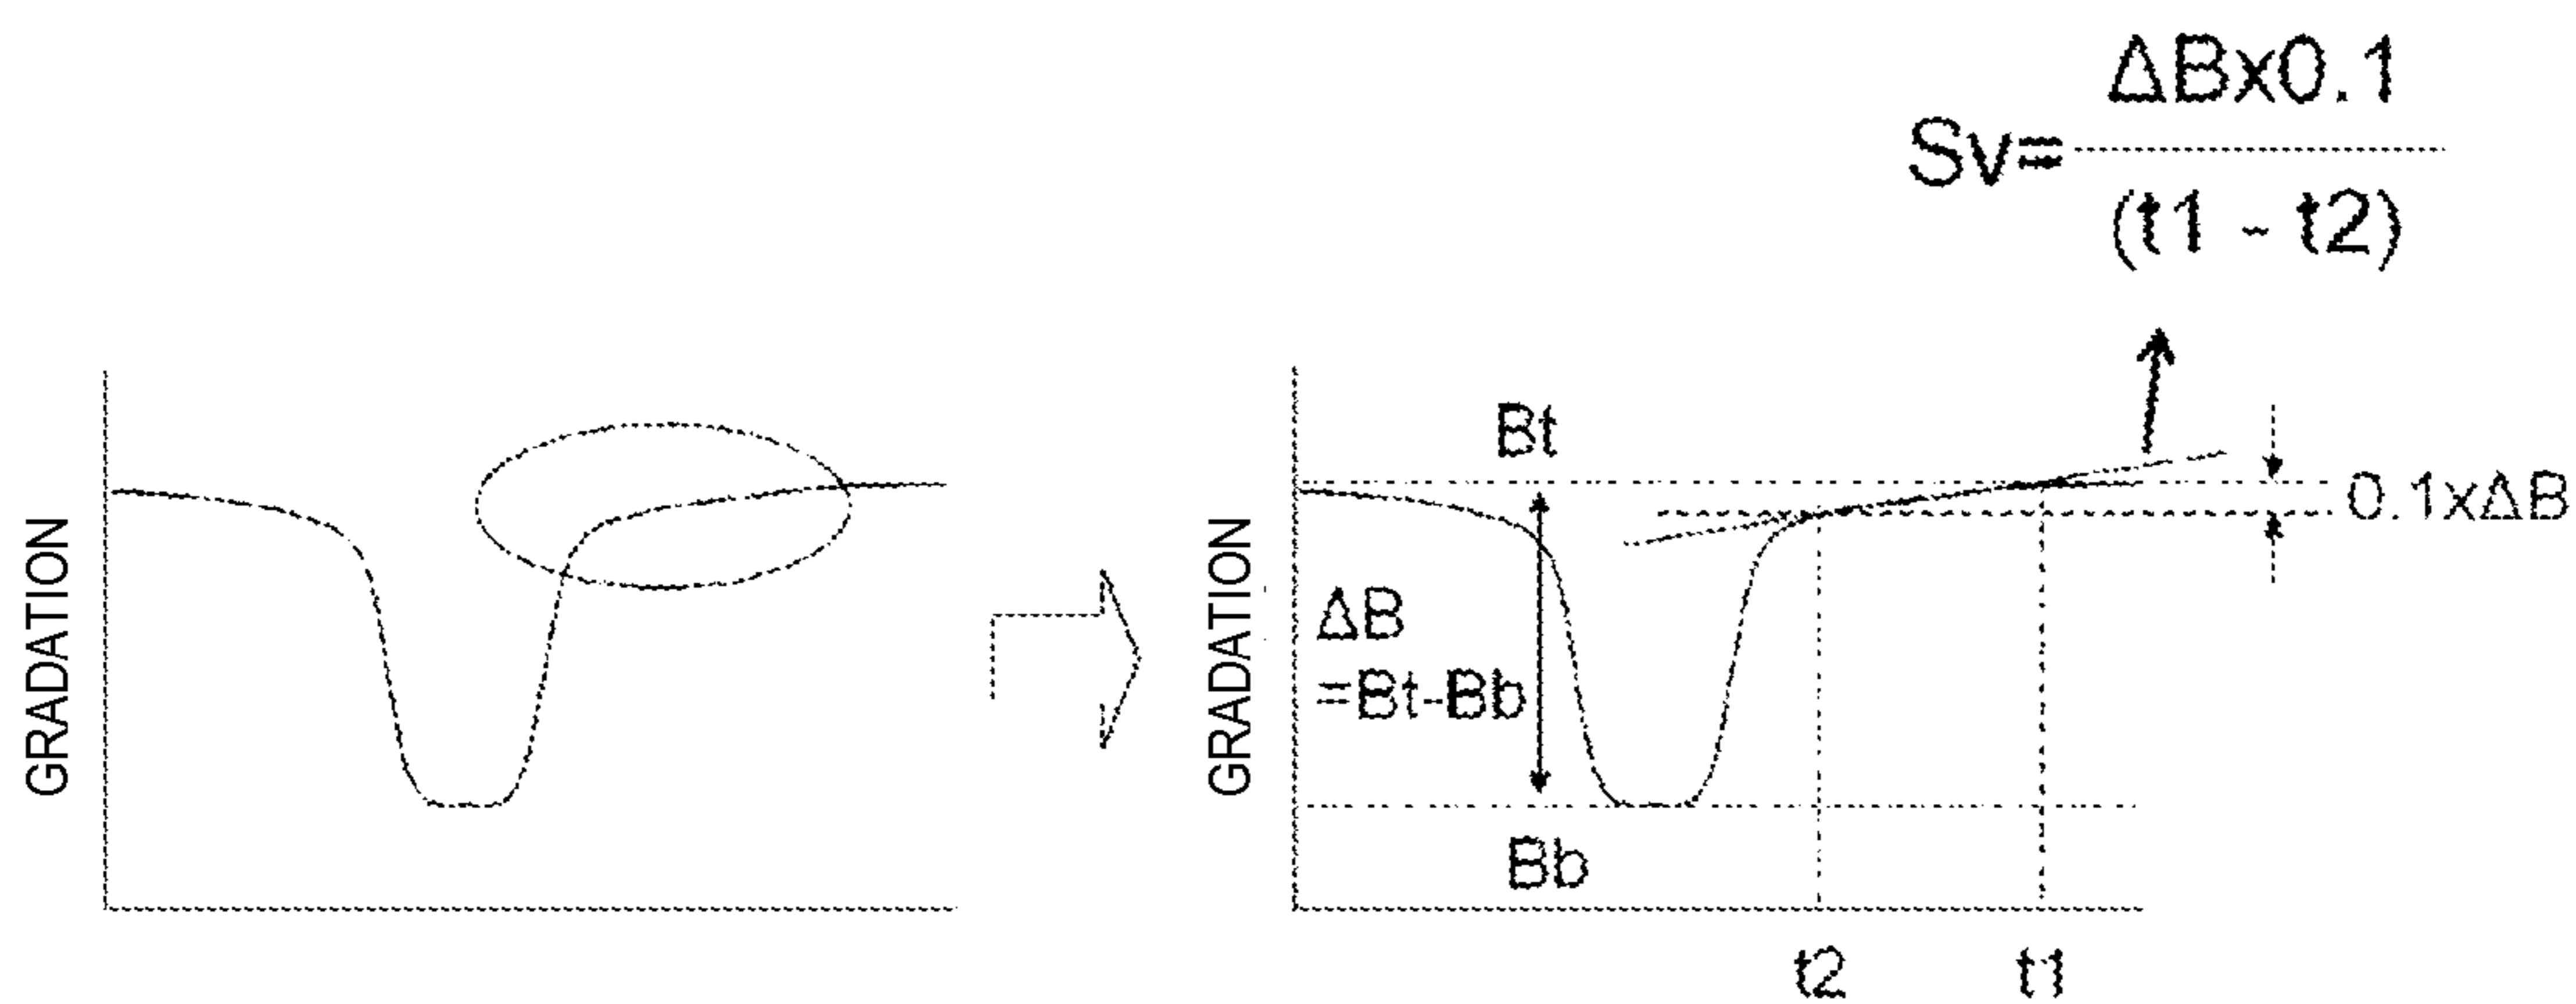 ΔBx0.1
Sv=
(t1 - t2)
GRADATION
GRADATION
Bt
0.1xΔB
ΔB
=Bt-Bb
Bb
t2
t1